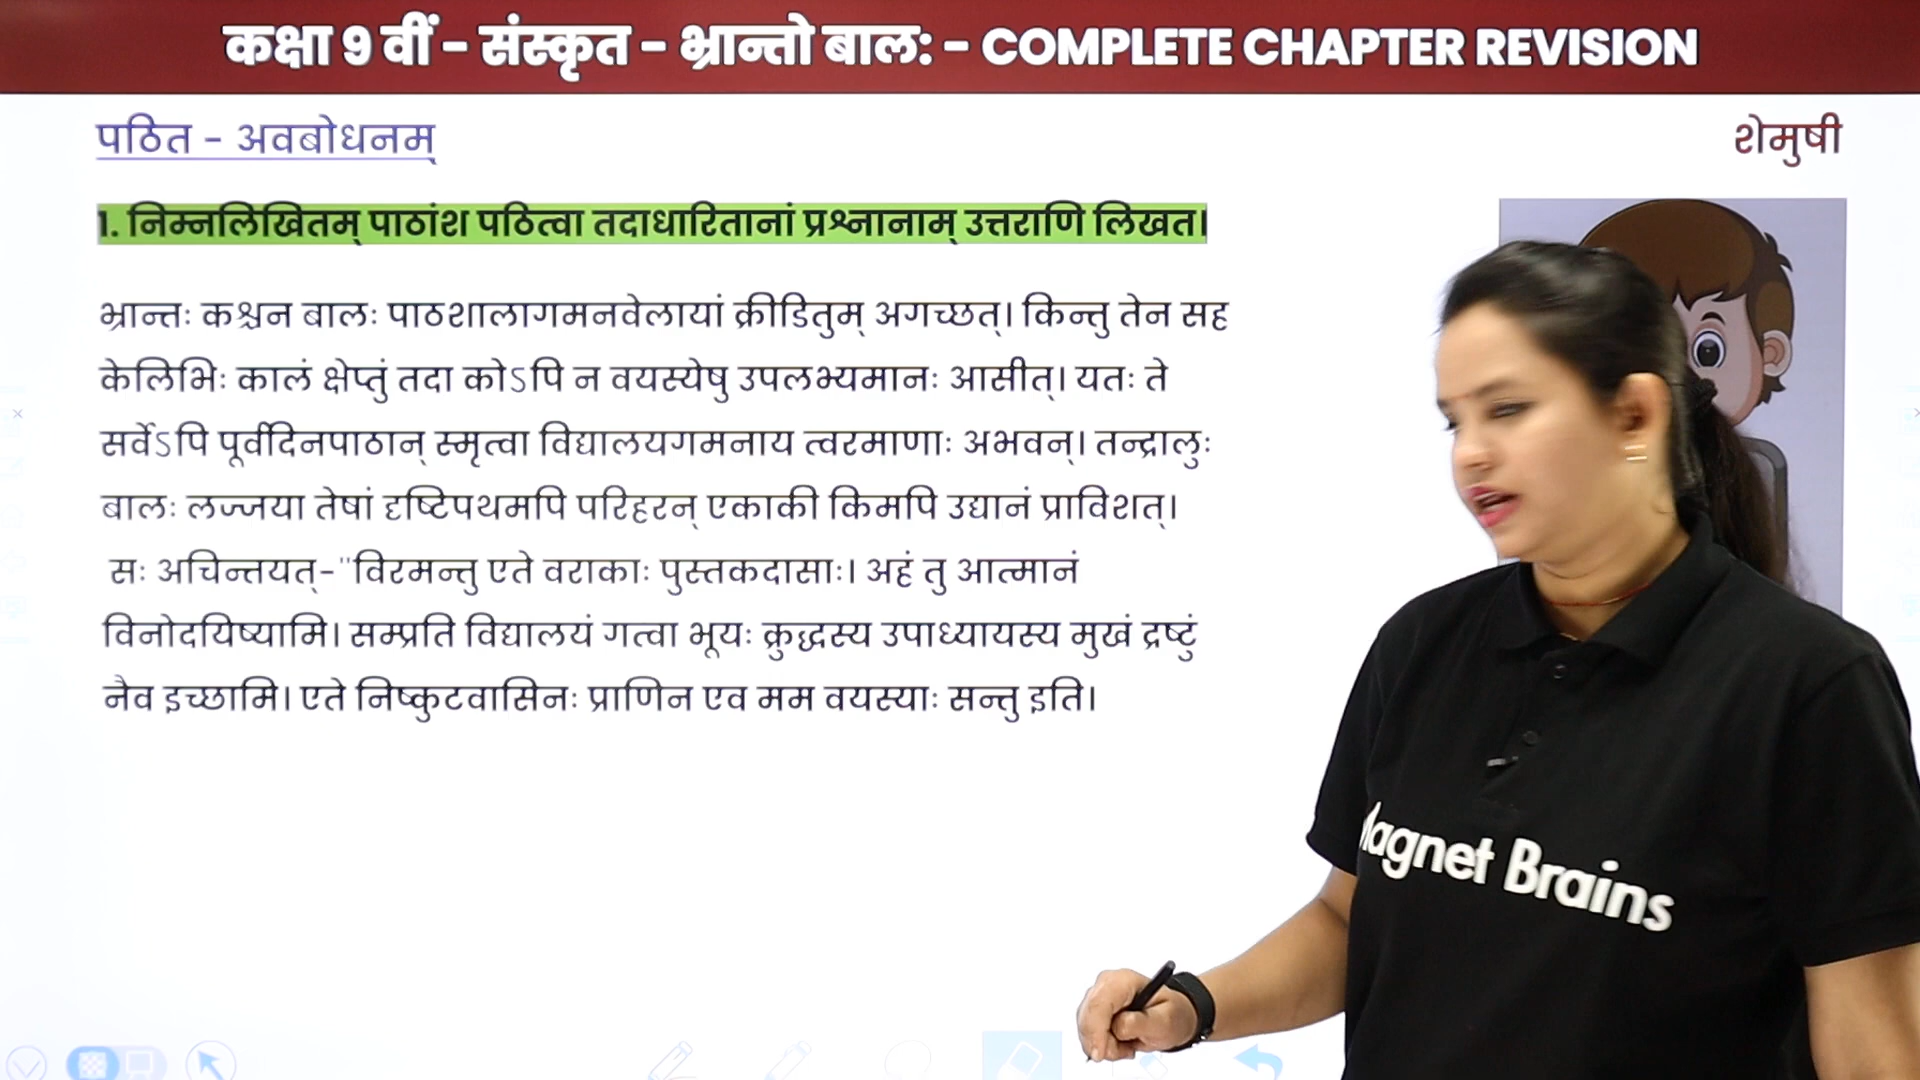 कक्षा 9 वीं - संस्कृत - भ्रान्तो बाल: - COMPLETE CHAPTER REVISION
पठित - अवबोधनम्
शेमुषी
1. निम्नलिखितम् पाठांश पठित्वा तदाधारितानां प्रश्नानाम् उत्तराणि लिखत।
भ्रान्तः कश्चन बालः पाठशालागमनवेलायां क्रीडितुम् अगच्छत्। किन्तु तेन सह
केलिभिः कालं क्षेप्तुं तदा कोऽपि न वयस्येषु उपलभ्यमानः आसीत्। यतः ते
सर्वेऽपि पूर्वदिनपाठान् स्मृत्वा विद्यालयगमनाय त्वरमाणाः अभवन्। तन्द्रालुः
बालः लज्जया तेषां दृष्टिपथमपि परिहरन् एकाकी किमपि उद्यानं प्राविशत्।
सः अचिन्तयत्-"विरमन्तु एते वराकाः पुस्तकदासाः। अहं तु आत्मानं
विनोदयिष्यामि। सम्प्रति विद्यालयं गत्वा भूयः क्रुद्धस्य उपाध्यायस्य मुखं द्रष्टुं
नैव इच्छामि। एते निष्कुटवासिनः प्राणिन एव मम वयस्याः सन्तु इति।
agnet Brains